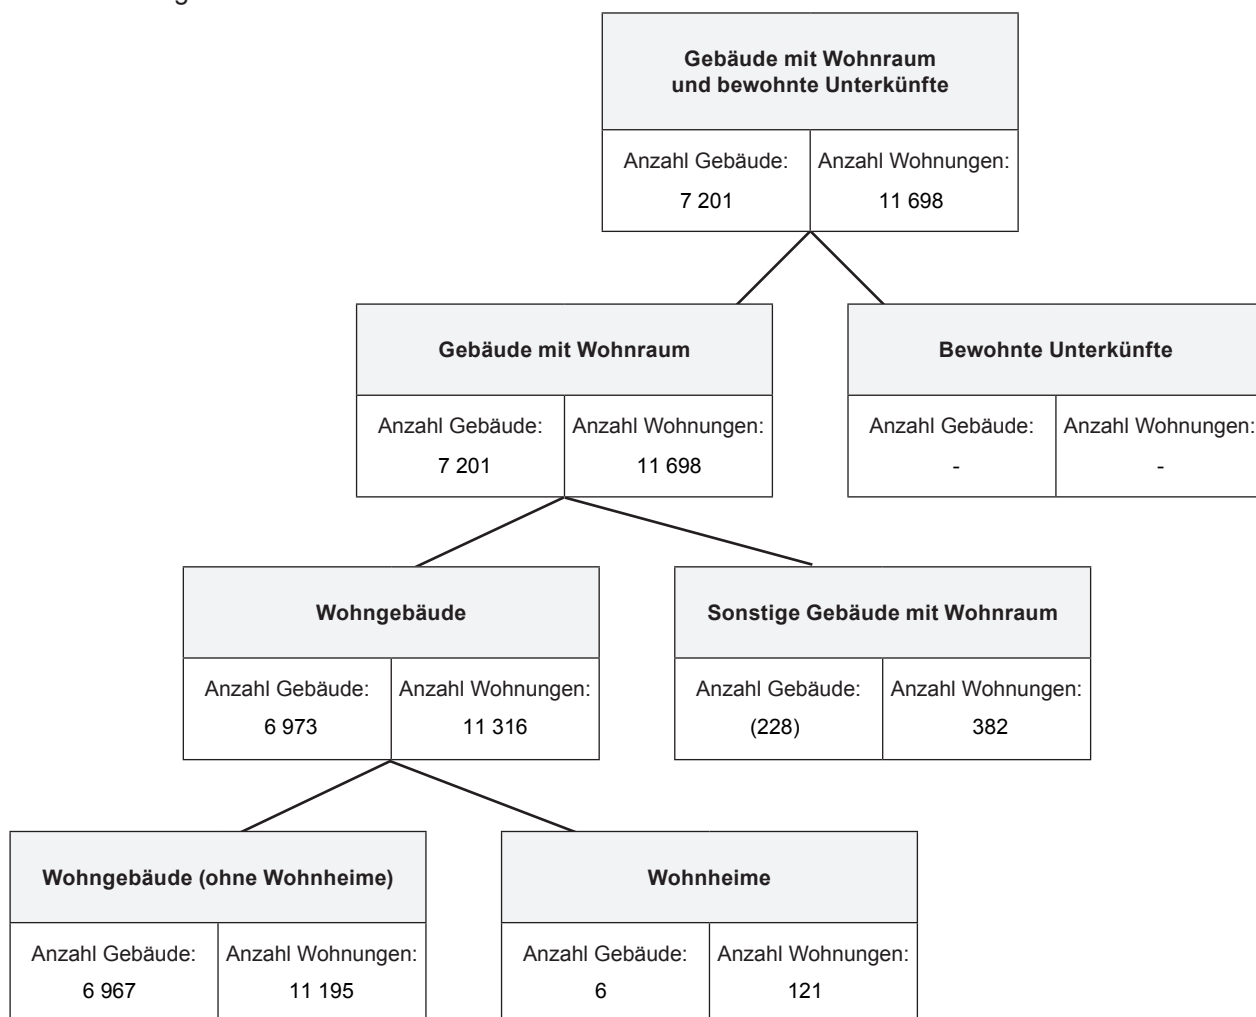 Gebäude mit Wohnraum
und bewohnte Unterkünfte
Anzahl Gebäude: Anzahl Wohnungen:
7 201 11 698
Gebäude mit Wohnraum
Anzahl Gebäude: Anzahl Wohnungen:
7 201 11 698
Bewohnte Unterkünfte
Anzahl Gebäude: Anzahl Wohnungen:
- -
Wohngebäude
Anzahl Gebäude: Anzahl Wohnungen:
6 973 11 316
Sonstige Gebäude mit Wohnraum
Anzahl Gebäude: Anzahl Wohnungen:
(228) 382
Wohngebäude (ohne Wohnheime)
Anzahl Gebäude: Anzahl Wohnungen:
6 967 11 195
Wohnheime
Anzahl Gebäude: Anzahl Wohnungen:
6 121